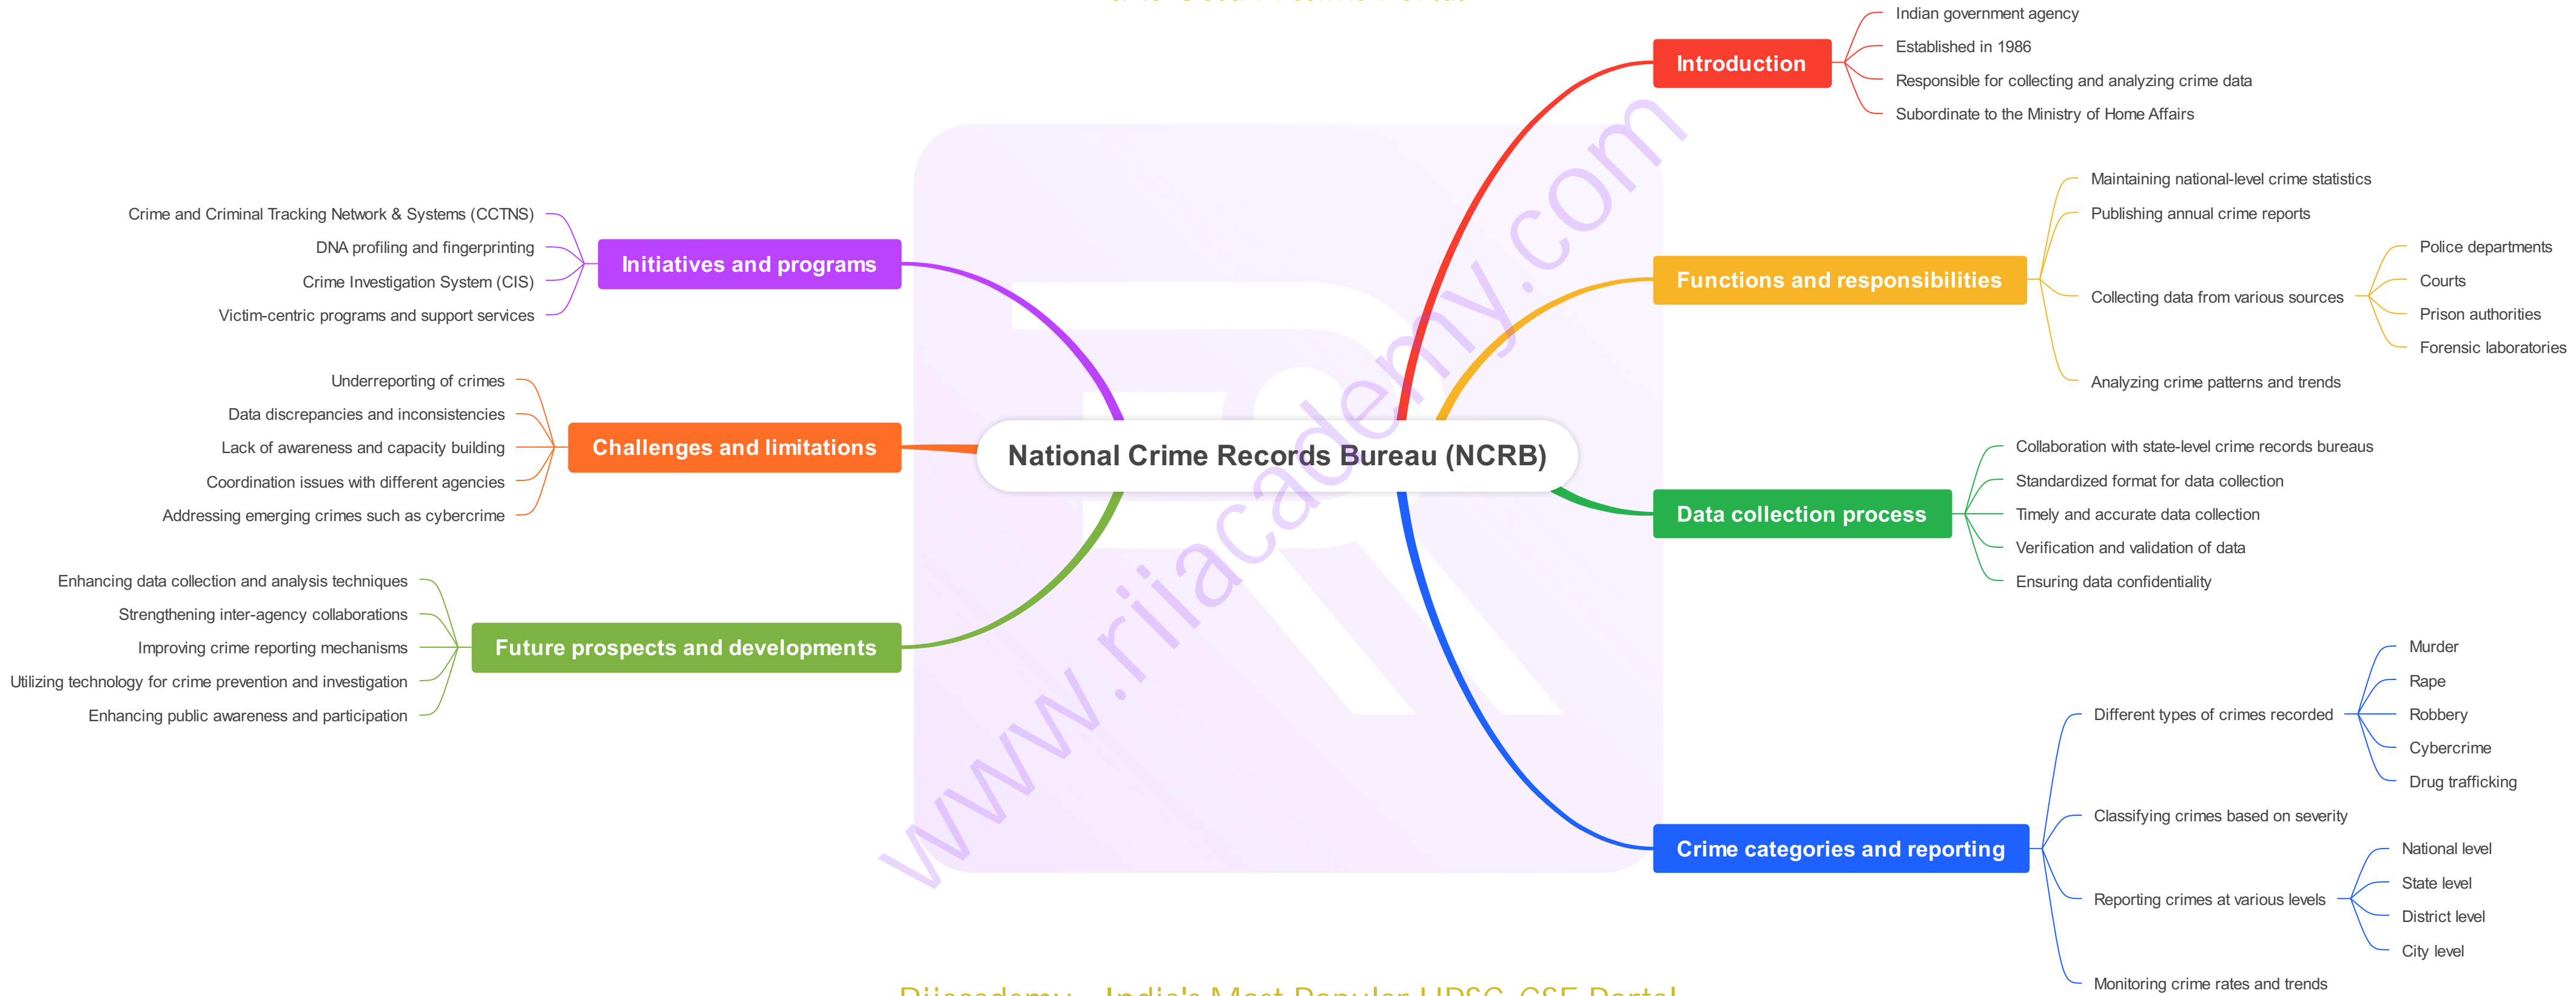 National Crime Records Bureau (NCRB)
Introduction
Indian government agency
Established in 1986
Responsible for collecting and analyzing crime data
Subordinate to the Ministry of Home Affairs
Functions and responsibilities
Maintaining national-level crime statistics
Publishing annual crime reports
Collecting data from various sources
Police departments
Courts
Prison authorities
Forensic laboratories
Analyzing crime patterns and trends
Data collection process
Collaboration with state-level crime records bureaus
Standardized format for data collection
Timely and accurate data collection
Verification and validation of data
Ensuring data confidentiality
Crime categories and reporting
Different types of crimes recorded
Murder
Rape
Robbery
Cybercrime
Drug trafficking
Classifying crimes based on severity
Reporting crimes at various levels
National level
State level
District level
City level
Monitoring crime rates and trends
Initiatives and programs
Crime and Criminal Tracking Network & Systems (CCTNS)
DNA profiling and fingerprinting
Crime Investigation System (CIS)
Victim-centric programs and support services
Challenges and limitations
Underreporting of crimes
Data discrepancies and inconsistencies
Lack of awareness and capacity building
Coordination issues with different agencies
Addressing emerging crimes such as cybercrime
Future prospects and developments
Enhancing data collection and analysis techniques
Strengthening inter-agency collaborations
Improving crime reporting mechanisms
Utilizing technology for crime prevention and investigation
Enhancing public awareness and participation
www.rijiacademy.com
India's Most Popular UPSC-CSE Portal